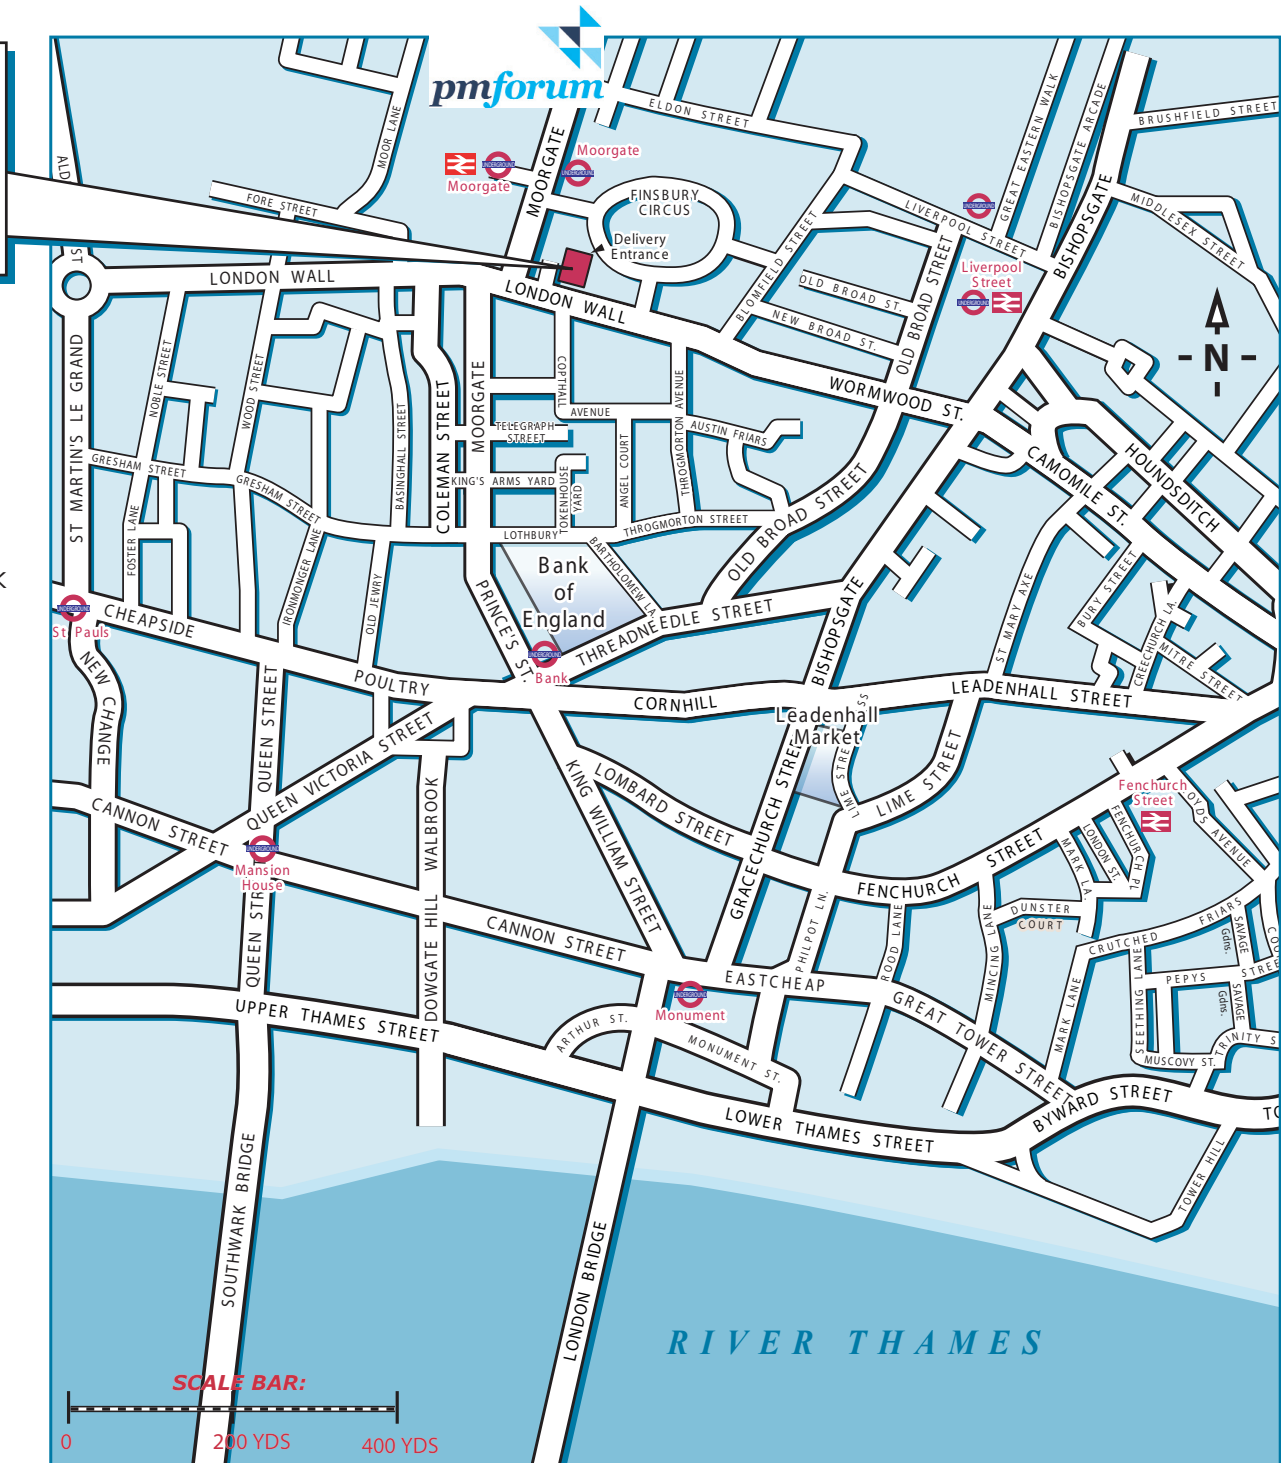 pmforum
ELDON STREET
GREAT EASTERN WALK
BISHOPSGATE ARCADE
BRUSHFIELD STREET
MOOR LANE
MOORGATE
Moorgate
Moorgate
ALD
ST
FORE STREET
FINSBURY
CIRCUS
Delivery
Entrance
LIVERPOOL STREET
BISHOPSGATE
MIDDLESEX STREET
Liverpool
Street
LONDON WALL
LONDON WALL
BLOMFIELD STREET
OLD BROAD ST.
NEW BROAD ST.
OLD BROAD STREET
N
WORMWOOD ST.
ST MARTIN'S LE GRAND
NOBLE STREET
WOOD STREET
BASINGHALL STREET
COLEMAN STREET
MOORGATE
COPTHALL
AVENUE
THROGMORTON AVENUE
AUSTIN FRIARS
TELEGRAPH
STREET
ANGEL COURT
KING'S ARMS YARD
TOKENHOUSE
YARD
GRESHAM STREET
GRESHAM STREET
LOTHBURY
THROGMORTON STREET
OLD BROAD STREET
CAMOMILE ST.
HOUNDSDITCH
FOSTER LANE
IRONMONGER LANE
OLD JEWRY
PRINCE'S ST.
Bank
of
England
BARTHOLOMEW LA.
THREADNEEDLE STREET
BISHOPSGATE
ST MARY AXE
BURY STREET
CREECHURCH LA.
MITRE STREET
K
UNDERGROUND
St. Pauls
CHEAPSIDE
POULTRY
Bank
CORNHILL
LEADENHALL STREET
Leadenhall
Market
NEW CHANGE
QUEEN STREET
QUEEN VICTORIA STREET
WALBROOK
KING WILLIAM STREET
LOMBARD STREET
GRACECHURCH STREET
LIME STREET
LIME STREET
Fenchurch
Street
FENCHURCH STREET
MARK LA.
LONDON ST.
FENCHURCH PL
CANNON STREET
Mansion
House
QUEEN STREET
DOWGATE HILL
CANNON STREET
EASTCHEAP
PHILPOT LN.
ROOD LANE
MINCING LANE
DUNSTER
COURT
CRUTCHED FRIARS
SAVAGE
Gdns.
PEPYS STREE
SAVAGE
Gdns.
SEETHING LANE
MARK LANE
MUSCOVY ST.
Monument
UPPER THAMES STREET
ARTHUR ST.
MONUMENT ST.
GREAT TOWER STREET
BYWARD STREET
LOWER THAMES STREET
TOWER HILL
SOUTHWARK BRIDGE
LONDON BRIDGE
RIVER THAMES
SCALE BAR:
0
200 YDS
400 YDS